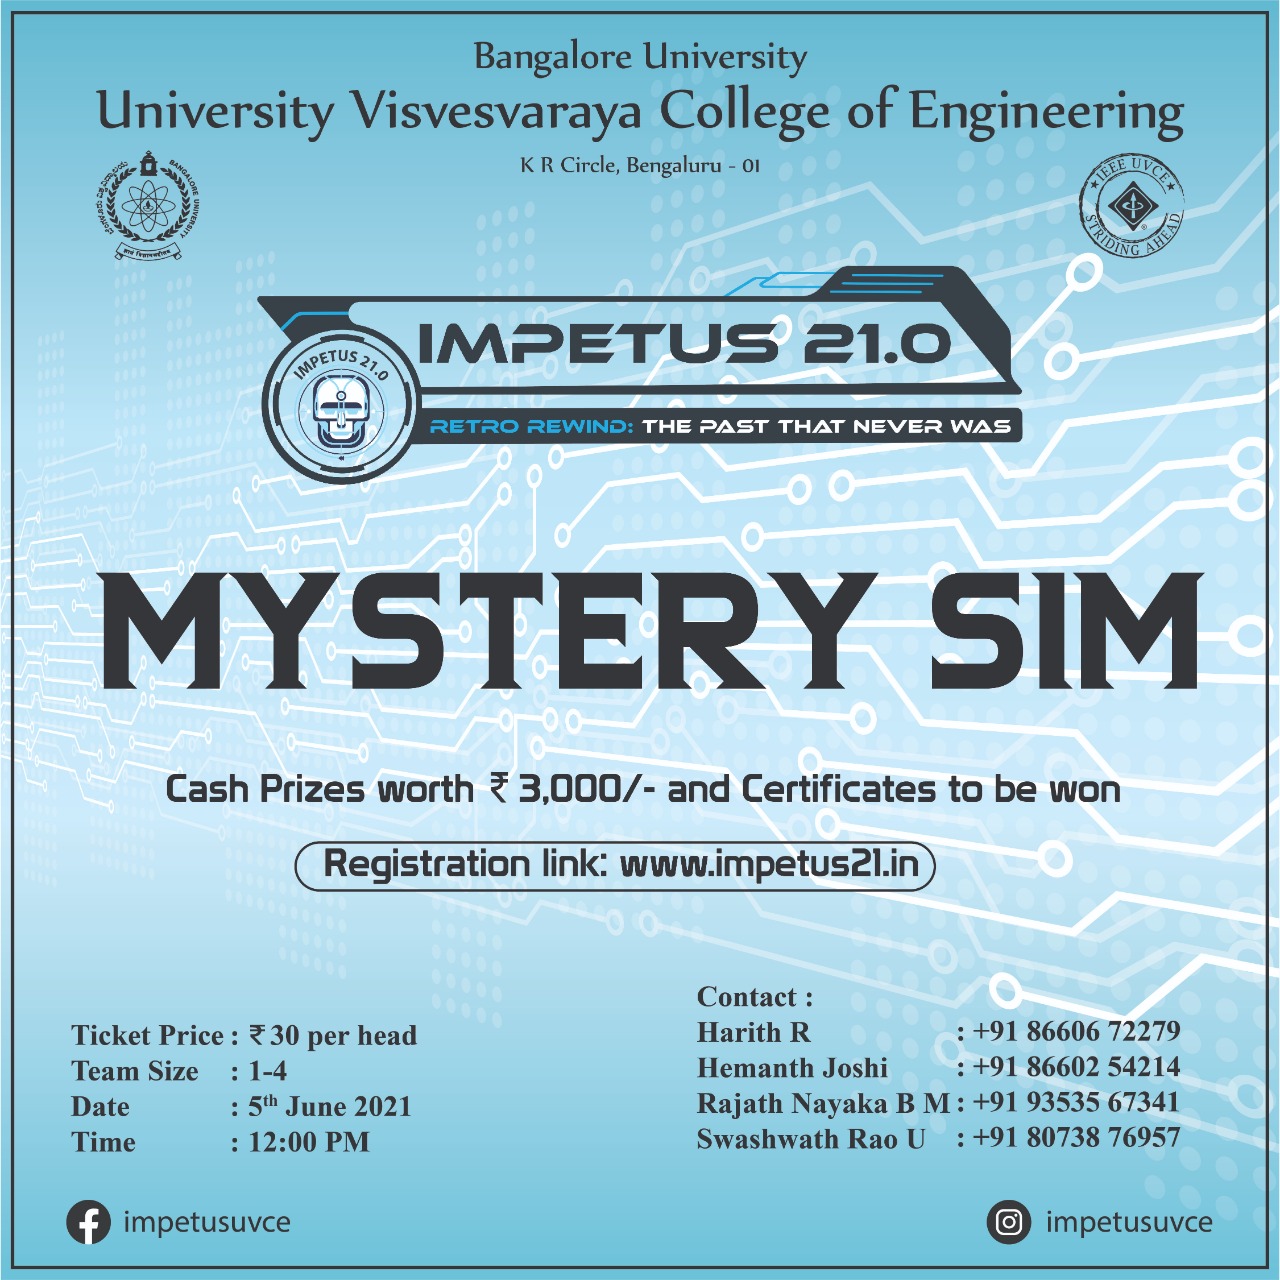 Bangalore University
University Visvesvaraya College of Engineering
K R Circle, Bengaluru - 01
BANGALORE UNIVERSITY
IEEE UVCE
STRIDING AHEAD
IMPETUS 21.0
IMPETUS 21.0
RETRO REWIND: THE PAST THAT NEVER WAS
MYSTERY SIM
Cash Prizes worth ₹ 3,000/- and Certificates to be won
Registration link: www.impetus21.in
Ticket Price : ₹ 30 per head
Team Size : 1-4
Date : 5th June 2021
Time : 12:00 PM
Contact :
Harith R : +91 86606 72279
Hemanth Joshi : +91 86602 54214
Rajath Nayaka B M : +91 93535 67341
Swashwath Rao U : +91 80738 76957
impetusuvce
impetusuvce